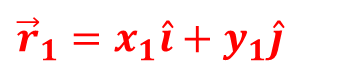 r⃗₁ = x₁î + y₁ĵ